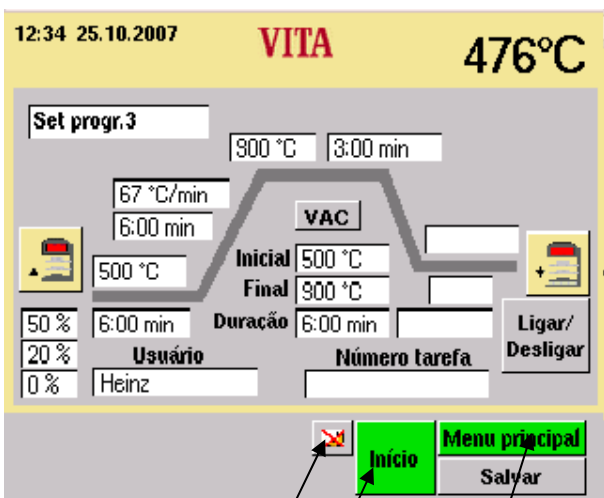 12:34 25.10.2007
VITA
476°C
Set progr.3
900 °C
3:00 min
67 °C/min
6:00 min
VAC
500 °C
Inicial 500 °C
Final 900 °C
50 %
6:00 min
Duração 6:00 min
Ligar/
Desligar
20 %
Usuário
Número tarefa
0 %
Heinz
Início
Menu principal
Salvar